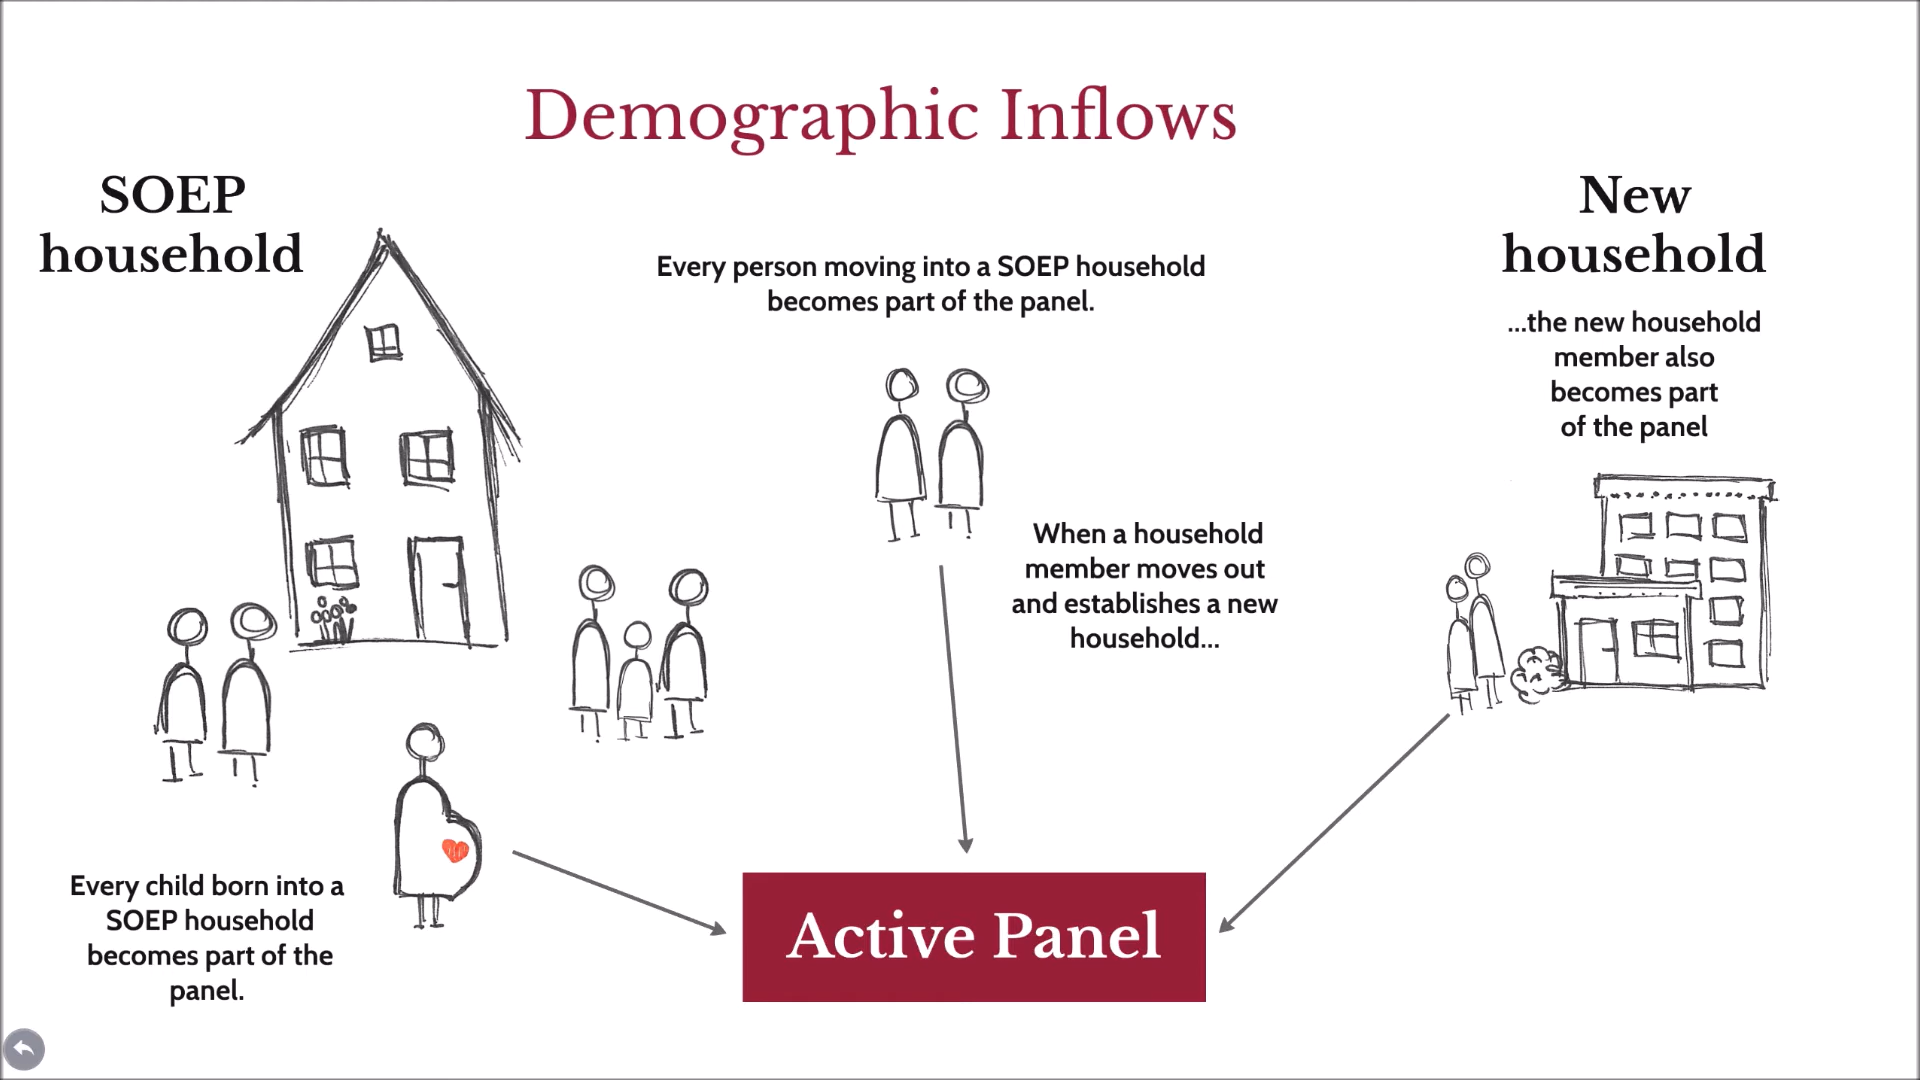 Demographic Inflows
SOEP
household
Every person moving into a SOEP household
becomes part of the panel.
New
household
...the new household
member also
becomes part
of the panel
When a household
member moves out
and establishes a new
household...
Every child born into a
SOEP household
becomes part of the
panel.
Active Panel